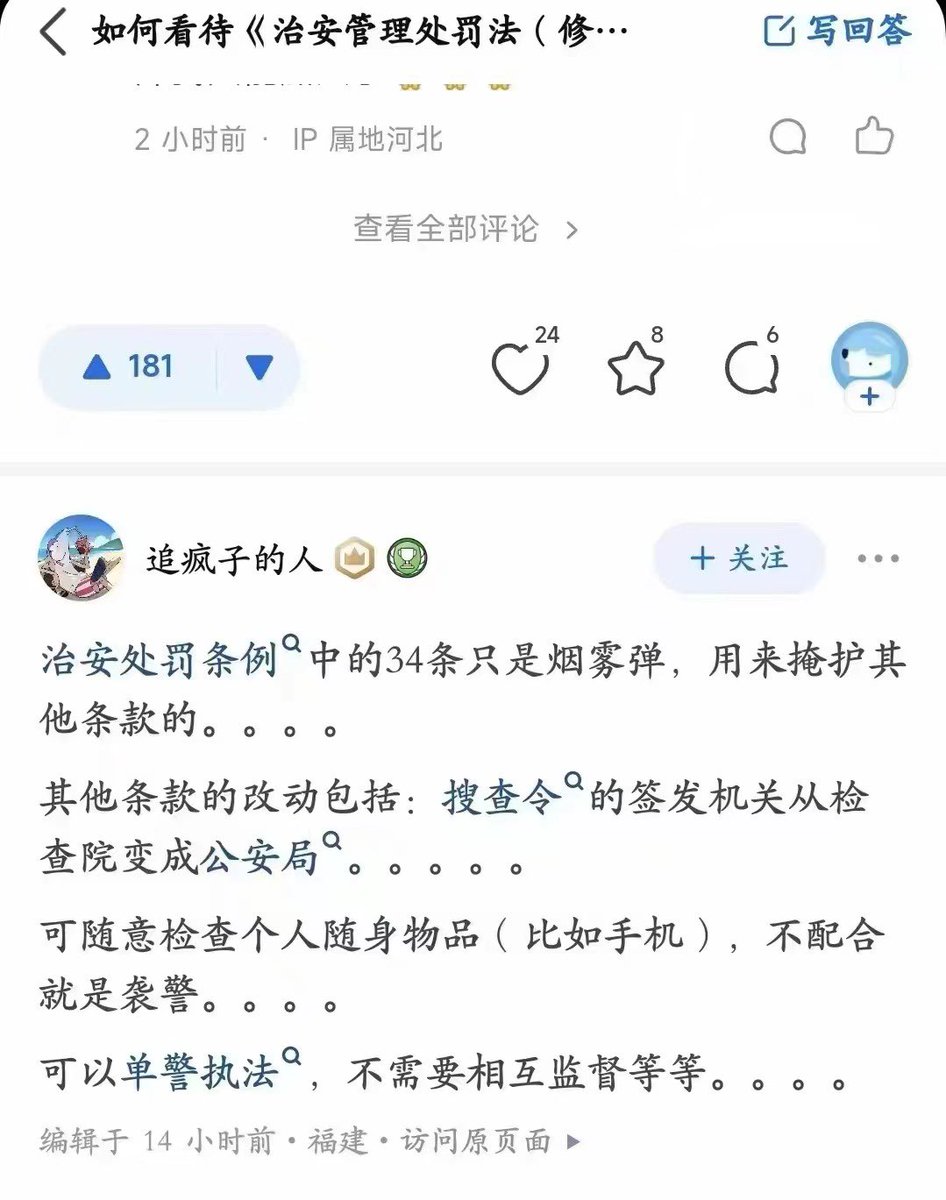 如何看待《治安管理处罚法（修…
写回答
2 小时前 · IP 属地河北
查看全部评论 >
181
24
8
6
追疯子的人
+ 关注
治安处罚条例中的34条只是烟雾弹，用来掩护其
他条款的。。。。
其他条款的改动包括：搜查令的签发机关从检
查院变成公安局。。。。。
可随意检查个人随身物品（比如手机），不配合
就是袭警。。。。
可以单警执法，不需要相互监督等等。。。。
编辑于 14 小时前・福建・访问原页面 ▸